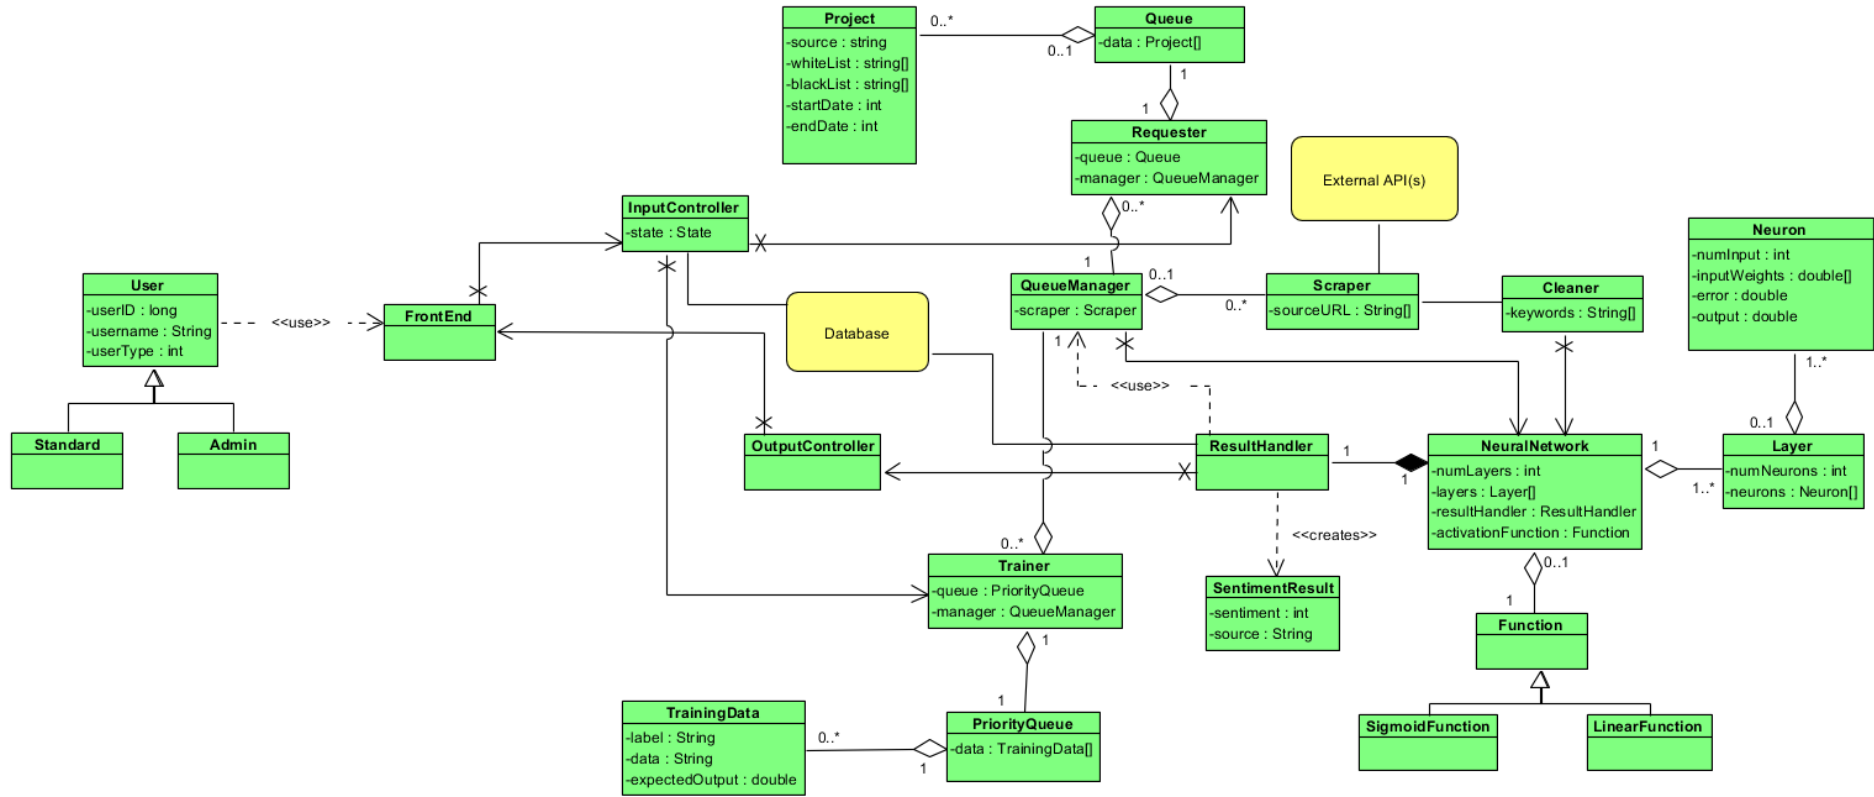 Project
-source : string
-whiteList : string[]
-blackList : string[]
-startDate : int
-endDate : int
0..*
0..1
Queue
-data : Project[]
1
1
Requester
-queue : Queue
-manager : QueueManager
0..*
1
External API(s)
InputController
-state : State
User
-userID : long
-username : String
-userType : int
<<use>>
FrontEnd
Standard
Admin
Database
QueueManager
-scraper : Scraper
0..1
0..*
1
Scraper
-sourceURL : String[]
Cleaner
-keywords : String[]
Neuron
-numInput : int
-inputWeights : double[]
-error : double
-output : double
1..*
0..1
<<use>>
OutputController
ResultHandler
1
1
NeuralNetwork
-numLayers : int
-layers : Layer[]
-resultHandler : ResultHandler
-activationFunction : Function
1
1..*
Layer
-numNeurons : int
-neurons : Neuron[]
<<creates>>
0..*
Trainer
-queue : PriorityQueue
-manager : QueueManager
1
1
SentimentResult
-sentiment : int
-source : String
0..1
1
Function
SigmoidFunction
LinearFunction
TrainingData
-label : String
-data : String
-expectedOutput : double
0..*
1
PriorityQueue
-data : TrainingData[]